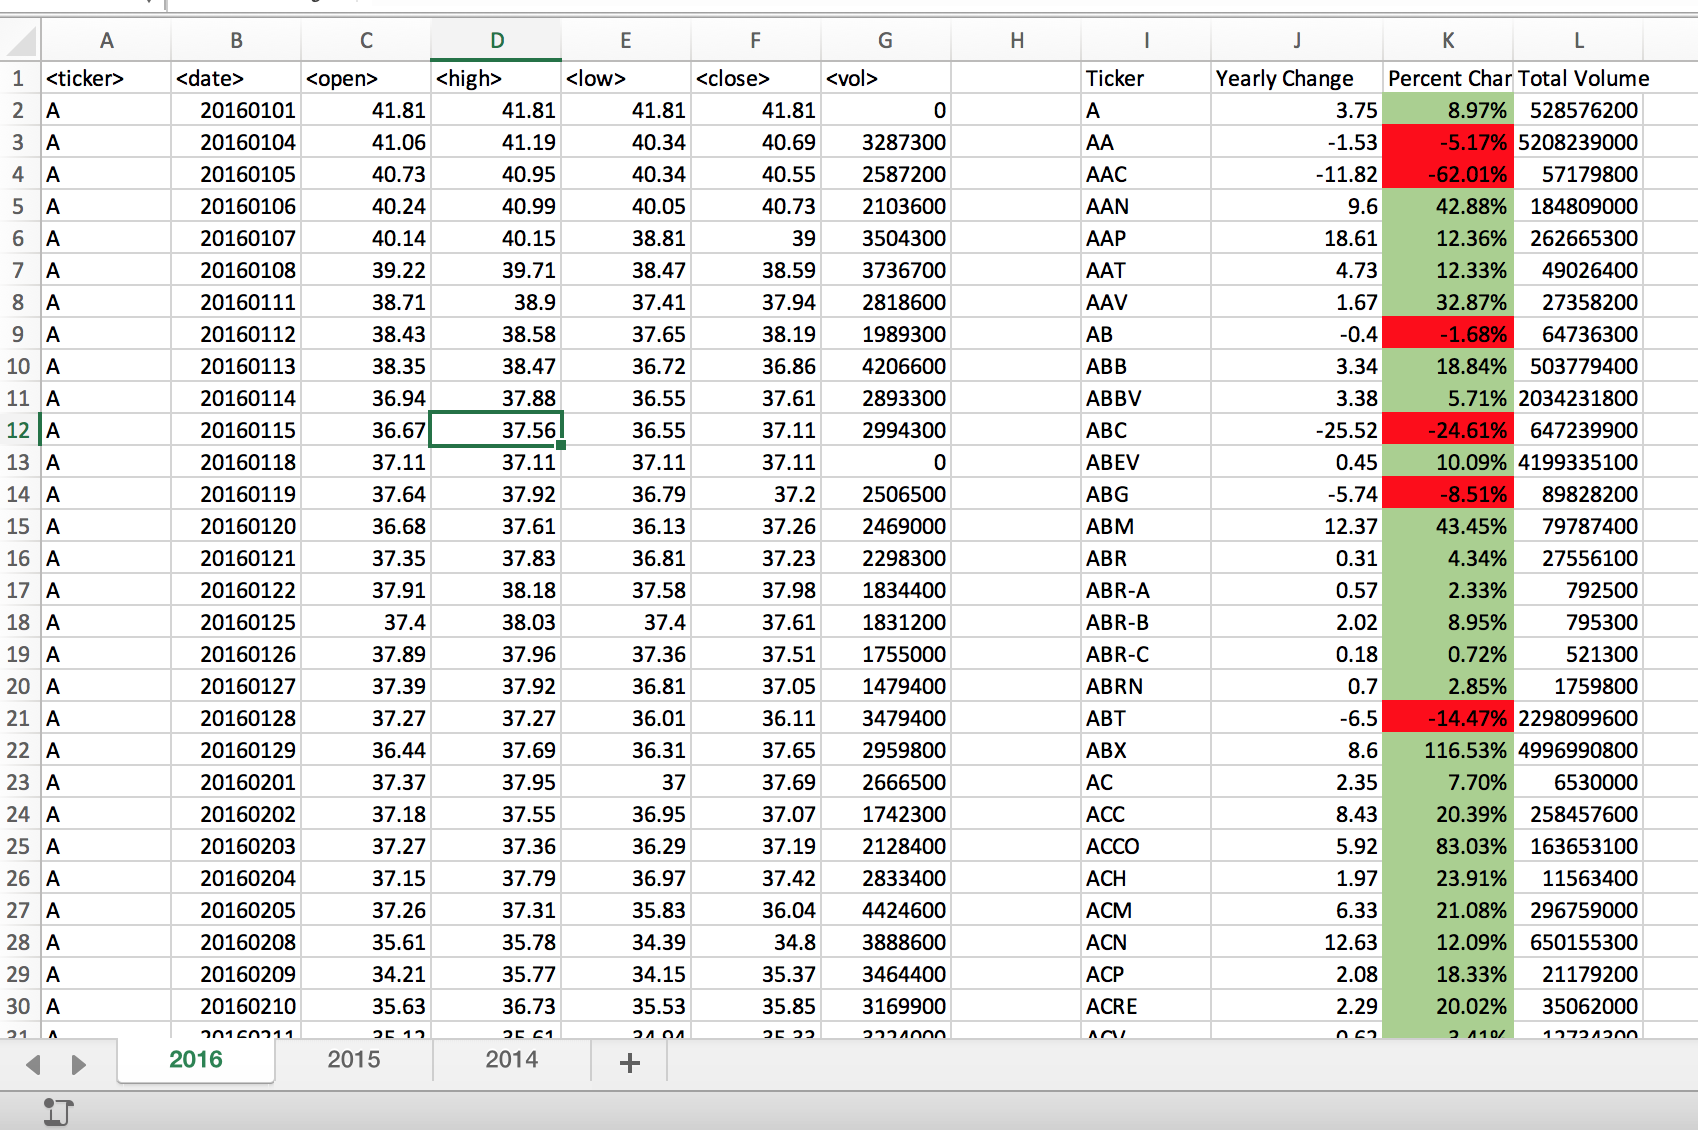 A B C D E F G H I J K L
1 <ticker> <date> <open> <high> <low> <close> <vol> Ticker Yearly Change Percent Char Total Volume
2 A 20160101 41.81 41.81 41.81 41.81 0 A 3.75 8.97% 528576200
3 A 20160104 41.06 41.19 40.34 40.69 3287300 AA -1.53 -5.17% 5208239000
4 A 20160105 40.73 40.95 40.34 40.55 2587200 AAC -11.82 -62.01% 57179800
5 A 20160106 40.24 40.99 40.05 40.73 2103600 AAN 9.6 42.88% 184809000
6 A 20160107 40.14 40.15 38.81 39 3504300 AAP 18.61 12.36% 262665300
7 A 20160108 39.22 39.71 38.47 38.59 3736700 AAT 4.73 12.33% 49026400
8 A 20160111 38.71 38.9 37.41 37.94 2818600 AAV 1.67 32.87% 27358200
9 A 20160112 38.43 38.58 37.65 38.19 1989300 AB -0.4 -1.68% 64736300
10 A 20160113 38.35 38.47 36.72 36.86 4206600 ABB 3.34 18.84% 503779400
11 A 20160114 36.94 37.88 36.55 37.61 2893300 ABBV 3.38 5.71% 2034231800
12 A 20160115 36.67 37.56 36.55 37.11 2994300 ABC -25.52 -24.61% 647239900
13 A 20160118 37.11 37.11 37.11 37.11 0 ABEV 0.45 10.09% 4199335100
14 A 20160119 37.64 37.92 36.79 37.2 2506500 ABG -5.74 -8.51% 89828200
15 A 20160120 36.68 37.61 36.13 37.26 2469000 ABM 12.37 43.45% 79787400
16 A 20160121 37.35 37.83 36.81 37.23 2298300 ABR 0.31 4.34% 27556100
17 A 20160122 37.91 38.18 37.58 37.98 1834400 ABR-A 0.57 2.33% 792500
18 A 20160125 37.4 38.03 37.4 37.61 1831200 ABR-B 2.02 8.95% 795300
19 A 20160126 37.89 37.96 37.36 37.51 1755000 ABR-C 0.18 0.72% 521300
20 A 20160127 37.39 37.92 36.81 37.05 1479400 ABRN 0.7 2.85% 1759800
21 A 20160128 37.27 37.27 36.01 36.11 3479400 ABT -6.5 -14.47% 2298099600
22 A 20160129 36.44 37.69 36.31 37.65 2959800 ABX 8.6 116.53% 4996990800
23 A 20160201 37.37 37.95 37 37.69 2666500 AC 2.35 7.70% 6530000
24 A 20160202 37.18 37.55 36.95 37.07 1742300 ACC 8.43 20.39% 258457600
25 A 20160203 37.27 37.36 36.29 37.19 2128400 ACCO 5.92 83.03% 163653100
26 A 20160204 37.15 37.79 36.97 37.42 2833400 ACH 1.97 23.91% 11563400
27 A 20160205 37.26 37.31 35.83 36.04 4424600 ACM 6.33 21.08% 296759000
28 A 20160208 35.61 35.78 34.39 34.8 3888600 ACN 12.63 12.09% 650155300
29 A 20160209 34.21 35.77 34.15 35.37 3464400 ACP 2.08 18.33% 21179200
30 A 20160210 35.63 36.73 35.53 35.85 3169900 ACRE 2.29 20.02% 35062000
31 A 20160211
2016 2015 2014 +